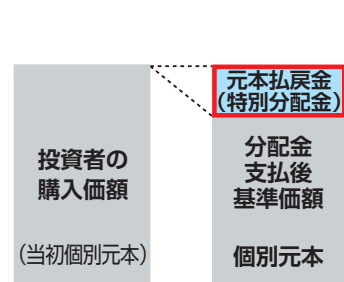 投資者の
購入価額
(当初個別元本)
元本払戻金
(特別分配金)
分配金
支払後
基準価額
個別元本